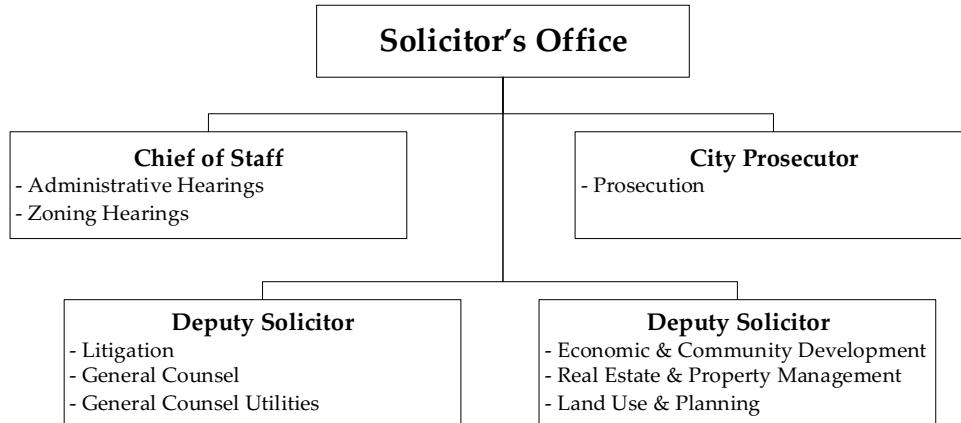 Solicitor’s Office
Chief of Staff
- Administrative Hearings
- Zoning Hearings
City Prosecutor
- Prosecution
Deputy Solicitor
- Litigation
- General Counsel
- General Counsel Utilities
Deputy Solicitor
- Economic & Community Development
- Real Estate & Property Management
- Land Use & Planning